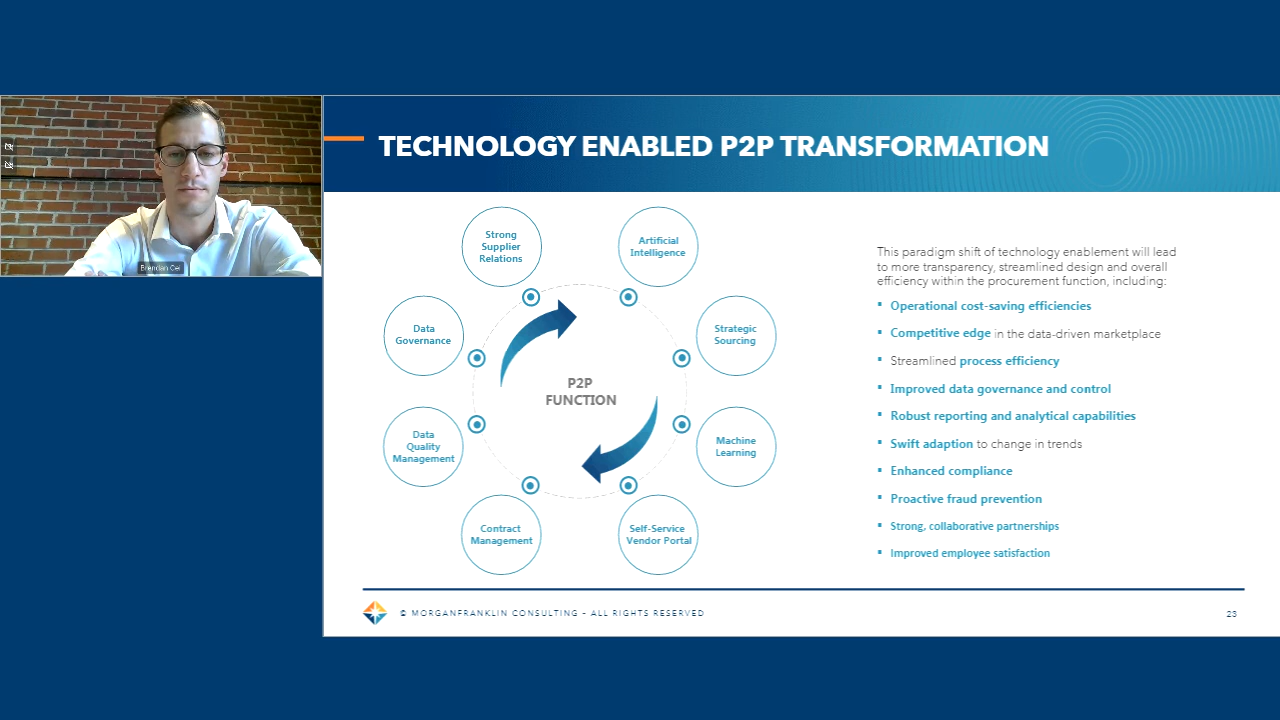 Brendan Cei
TECHNOLOGY ENABLED P2P TRANSFORMATION
Strong
Supplier
Relations
Artificial
Intelligence
Data
Governance
Strategic
Sourcing
P2P
FUNCTION
Data
Quality
Management
Machine
Learning
Contract
Management
Self-Service
Vendor Portal
This paradigm shift of technology enablement will lead
to more transparency, streamlined design and overall
efficiency within the procurement function, including:
▪ Operational cost-saving efficiencies
▪ Competitive edge in the data-driven marketplace
▪ Streamlined process efficiency
▪ Improved data governance and control
▪ Robust reporting and analytical capabilities
▪ Swift adaption to change in trends
▪ Enhanced compliance
▪ Proactive fraud prevention
▪ Strong, collaborative partnerships
▪ Improved employee satisfaction
© MORGANFRANKLIN CONSULTING - ALL RIGHTS RESERVED
23